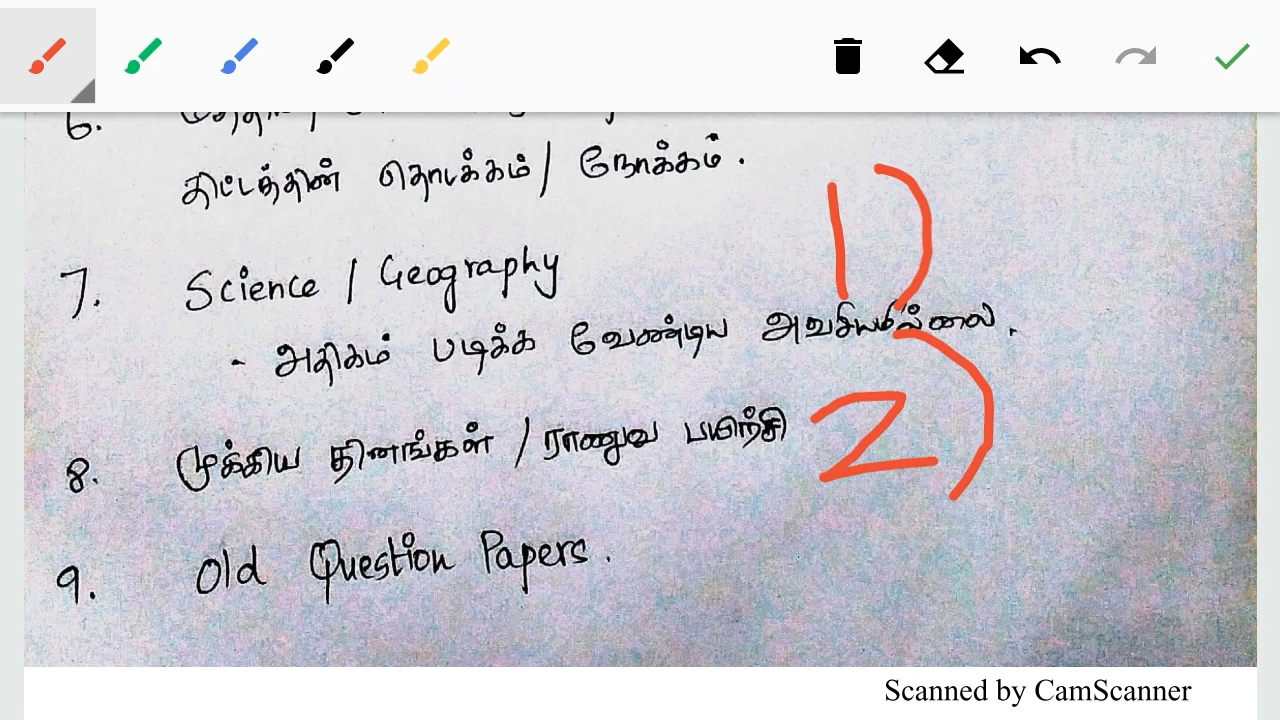 6.
திட்டத்தின் தொடக்கம் / நோக்கம்.
7. Science / Geography
- அதிகம் படிக்க வேண்டிய அவசியமில்லை.
8. முக்கிய தினங்கள் / ராணுவ பயிற்சி
9. Old Question Papers.
1)
2)
Scanned by CamScanner